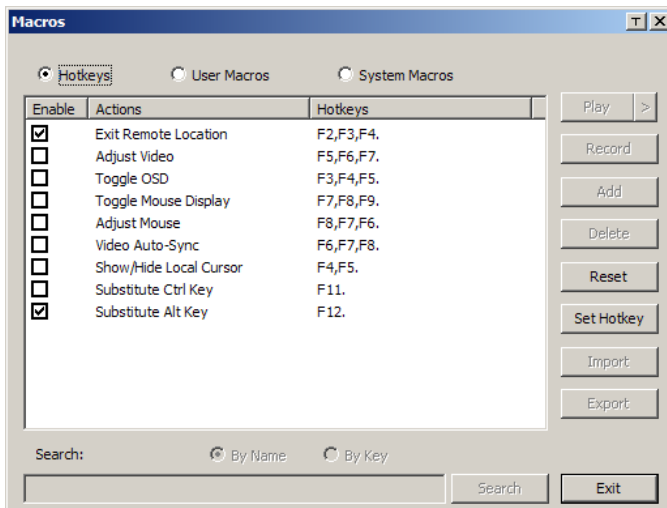 Macros
Hotkeys User Macros System Macros
Enable Actions Hotkeys Play >
Exit Remote Location F2,F3,F4.
Adjust Video F5,F6,F7. Record
Toggle OSD F3,F4,F5.
Toggle Mouse Display F7,F8,F9. Add
Adjust Mouse F8,F7,F6.
Video Auto-Sync F6,F7,F8. Delete
Show/Hide Local Cursor F4,F5. Reset
Substitute Ctrl Key F11.
Substitute Alt Key F12. Set Hotkey
Import
Export
Search: By Name By Key
Search Exit